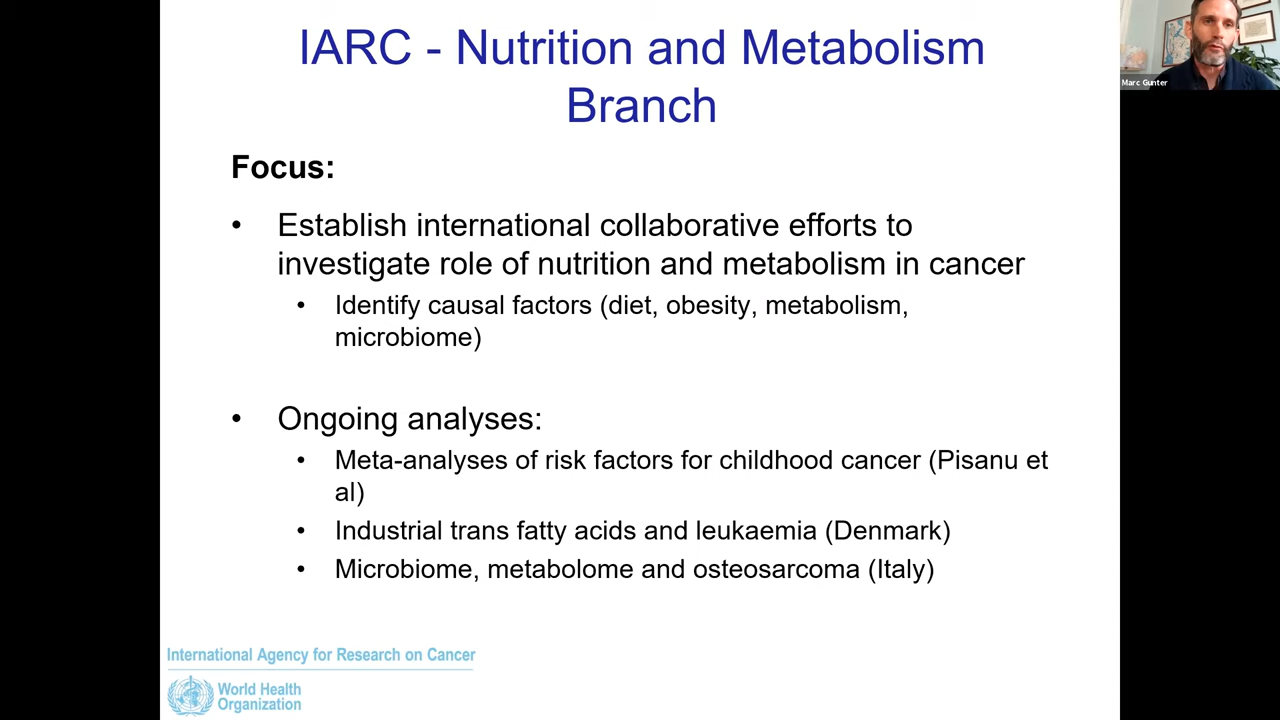 IARC - Nutrition and Metabolism
Branch
Marc Gunter
Focus:
• Establish international collaborative efforts to
investigate role of nutrition and metabolism in cancer
• Identify causal factors (diet, obesity, metabolism,
microbiome)
• Ongoing analyses:
• Meta-analyses of risk factors for childhood cancer (Pisanu et
al)
• Industrial trans fatty acids and leukaemia (Denmark)
• Microbiome, metabolome and osteosarcoma (Italy)
International Agency for Research on Cancer
World Health
Organization